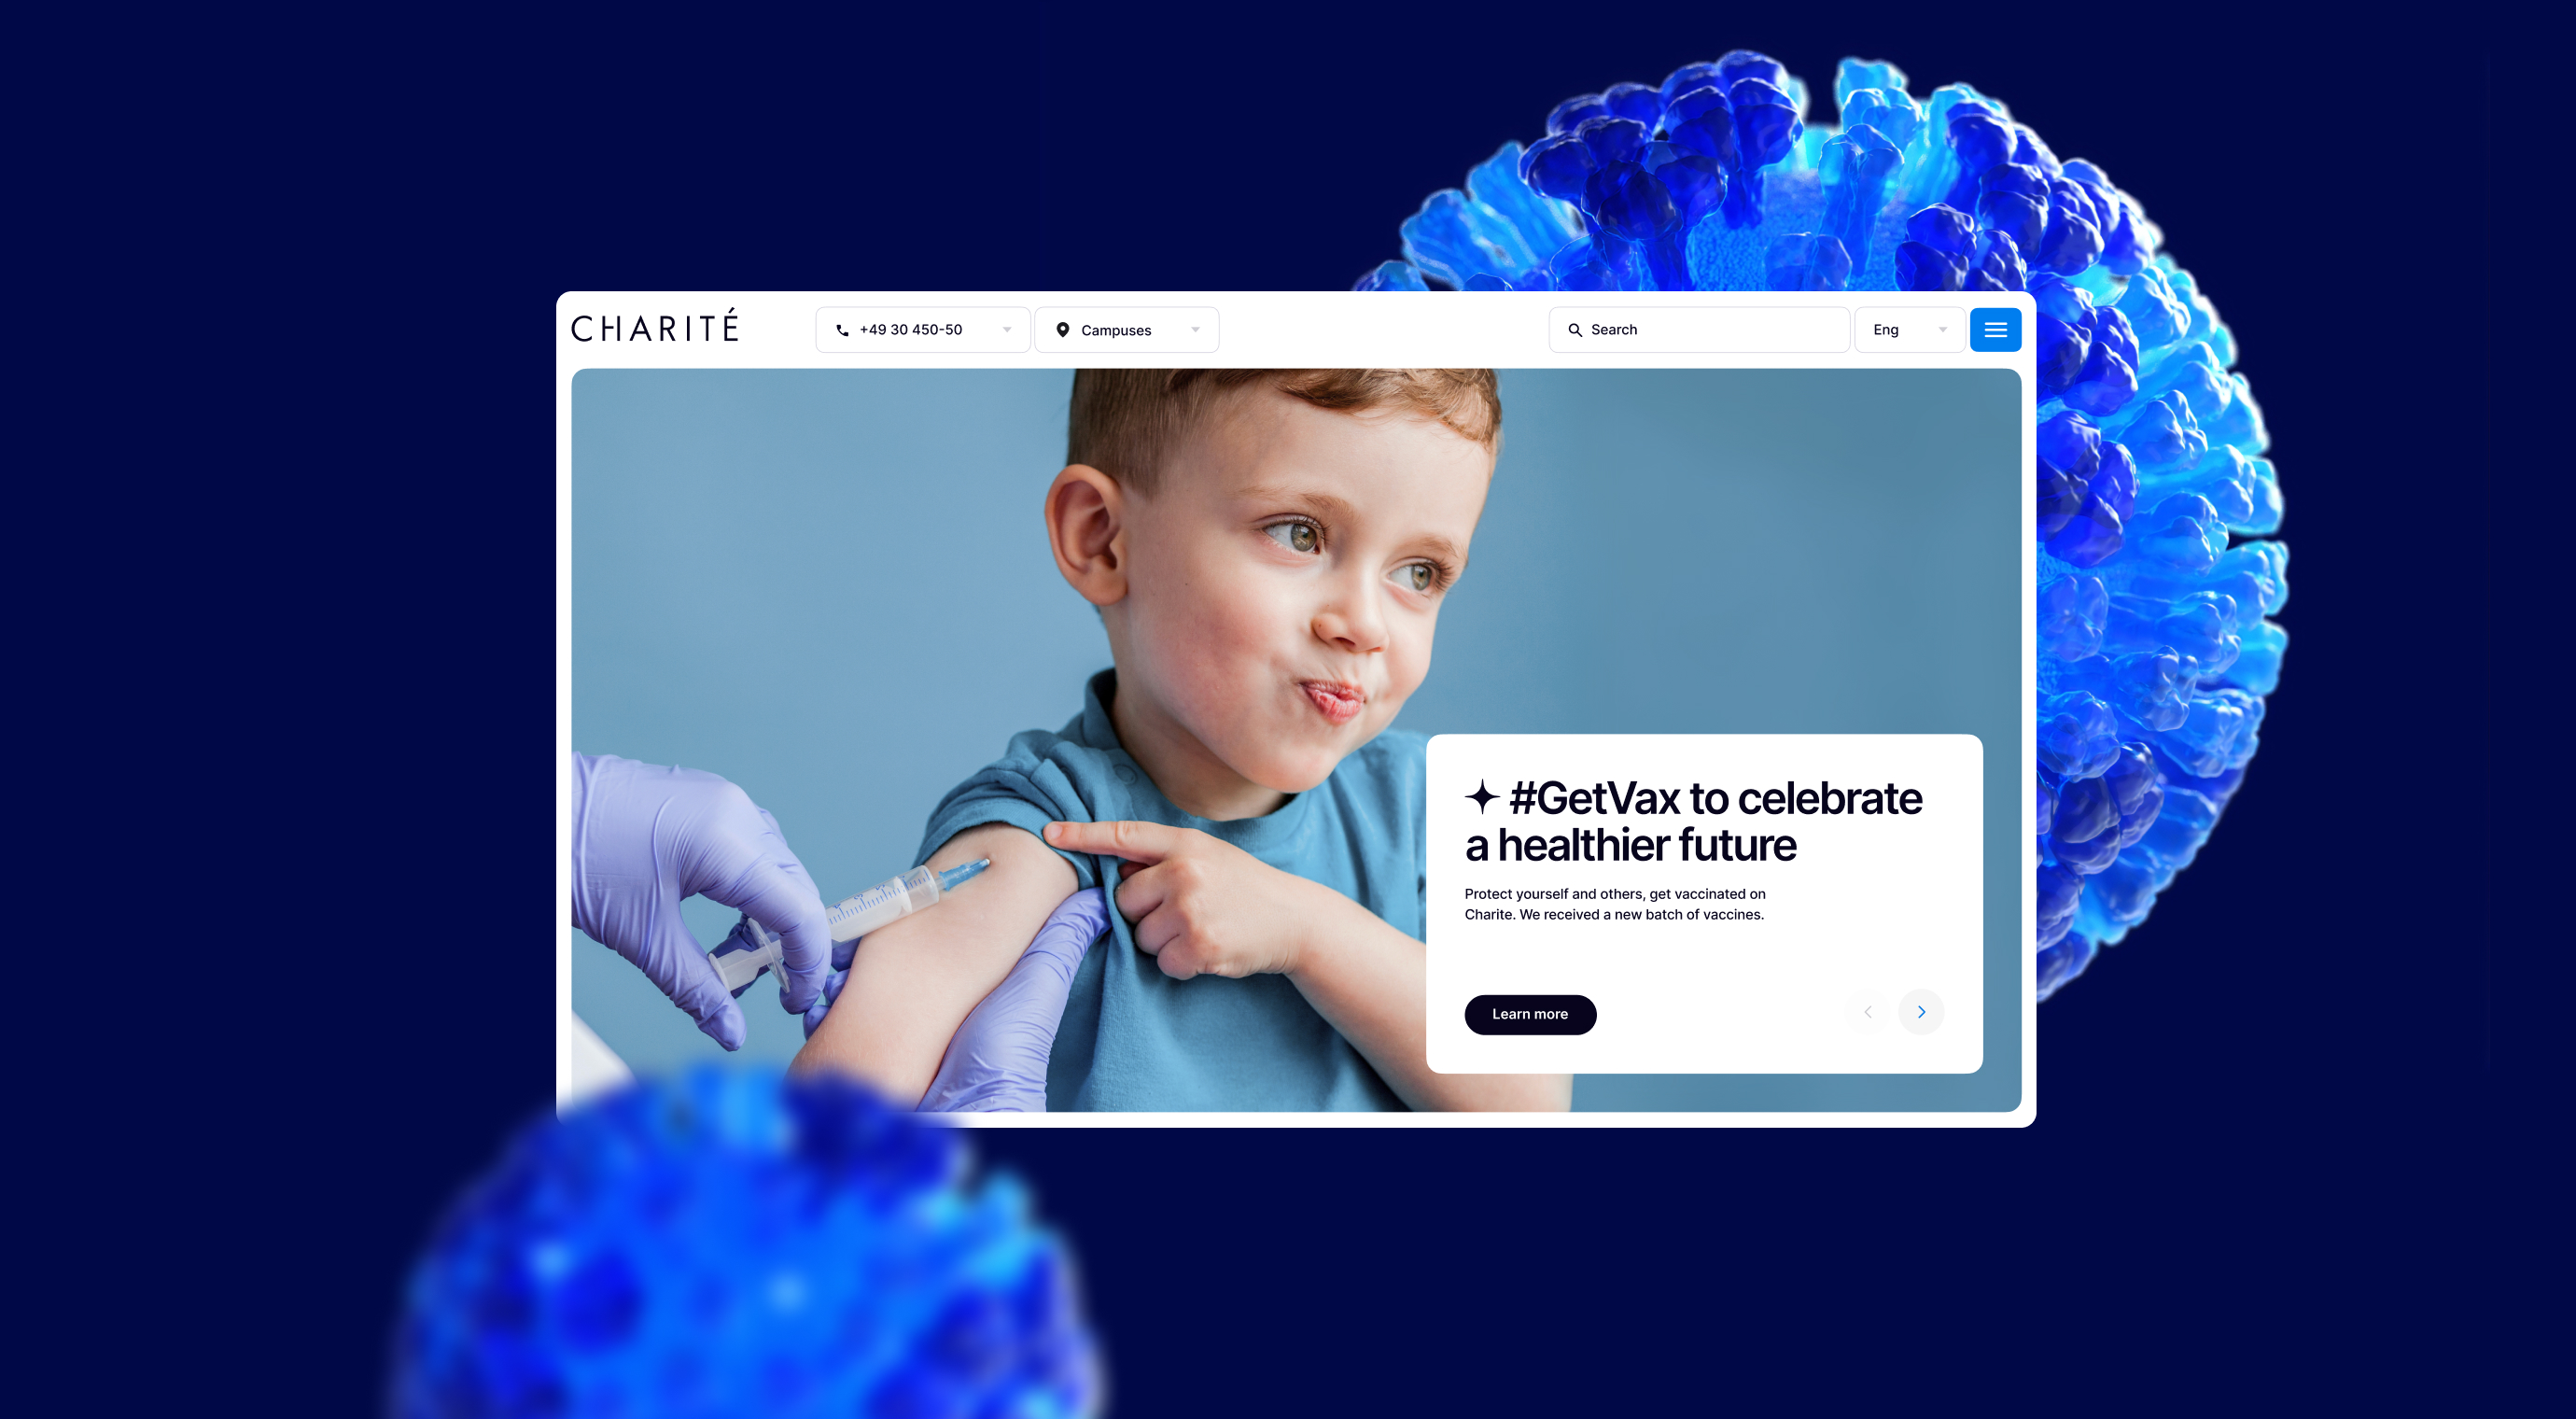 CHARITÉ
+49 30 450-50
Campuses
Search
Eng
#GetVax to celebrate
a healthier future
Protect yourself and others, get vaccinated on
Charite. We received a new batch of vaccines.
Learn more